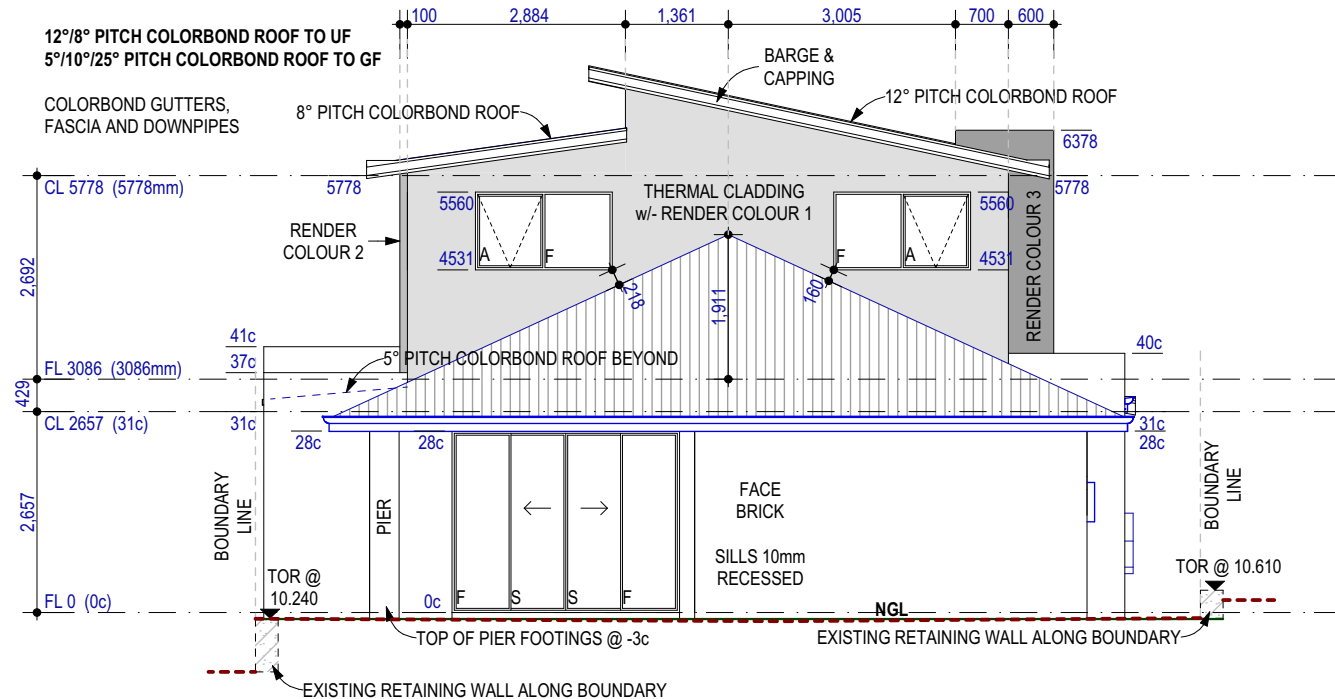 100
2,884
1,361
3,005
700
600
12°/8° PITCH COLORBOND ROOF TO UF
5°/10°/25° PITCH COLORBOND ROOF TO GF
COLORBOND GUTTERS,
FASCIA AND DOWNPIPES
BARGE &
CAPPING
8° PITCH COLORBOND ROOF
12° PITCH COLORBOND ROOF
6378
CL 5778 (5778mm)
5778
5778
THERMAL CLADDING
w/- RENDER COLOUR 1
5560
5560
RENDER
COLOUR 2
RENDER COLOUR 3
A
F
F
A
4531
4531
2,692
218
1,911
160
41c
37c
40c
5° PITCH COLORBOND ROOF BEYOND
FL 3086 (3086mm)
429
CL 2657 (31c)
31c
31c
28c
28c
28c
2,657
BOUNDARY
LINE
PIER
FACE
BRICK
SILLS 10mm
RECESSED
BOUNDARY
LINE
TOR @
10.240
TOR @ 10.610
FL 0 (0c)
0c
F
S
S
F
NGL
TOP OF PIER FOOTINGS @ -3c
EXISTING RETAINING WALL ALONG BOUNDARY
EXISTING RETAINING WALL ALONG BOUNDARY